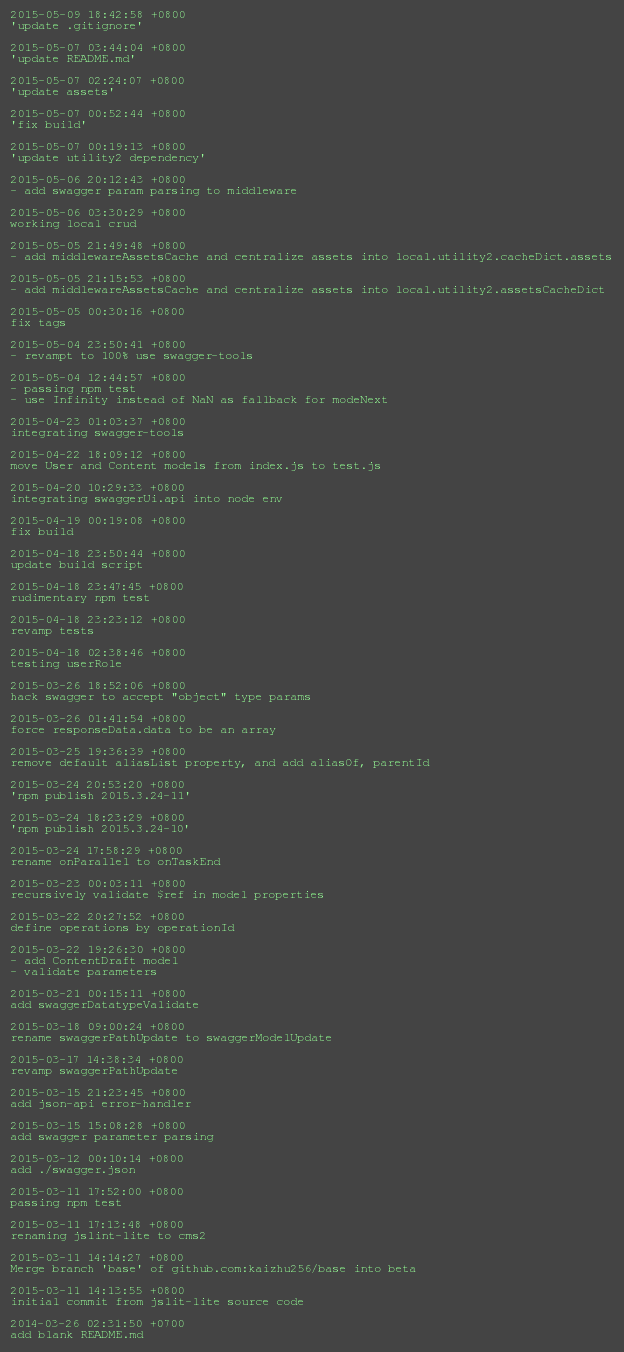 2015-05-09 18:42:58 +0800
'update .gitignore'
2015-05-07 03:44:04 +0800
'update README.md'
2015-05-07 02:24:07 +0800
'update assets'
2015-05-07 00:52:44 +0800
'fix build'
2015-05-07 00:19:13 +0800
'update utility2 dependency'
2015-05-06 20:12:43 +0800
- add swagger param parsing to middleware
2015-05-06 03:30:29 +0800
working local crud
2015-05-05 21:49:48 +0800
- add middlewareAssetsCache and centralize assets into local.utility2.cacheDict.assets
2015-05-05 21:15:53 +0800
- add middlewareAssetsCache and centralize assets into local.utility2.assetsCacheDict
2015-05-05 00:30:16 +0800
fix tags
2015-05-04 23:50:41 +0800
- revampt to 100% use swagger-tools
2015-05-04 12:44:57 +0800
- passing npm test
- use Infinity instead of NaN as fallback for modeNext
2015-04-23 01:03:37 +0800
integrating swagger-tools
2015-04-22 18:09:12 +0800
move User and Content models from index.js to test.js
2015-04-20 10:29:33 +0800
integrating swaggerUi.api into node env
2015-04-19 00:19:08 +0800
fix build
2015-04-18 23:50:44 +0800
update build script
2015-04-18 23:47:45 +0800
rudimentary npm test
2015-04-18 23:23:12 +0800
revamp tests
2015-04-18 02:38:46 +0800
testing userRole
2015-03-26 18:52:06 +0800
hack swagger to accept "object" type params
2015-03-26 01:41:54 +0800
force responseData.data to be an array
2015-03-25 19:36:39 +0800
remove default aliasList property, and add aliasOf, parentId
2015-03-24 20:53:20 +0800
'npm publish 2015.3.24-11'
2015-03-24 18:23:29 +0800
'npm publish 2015.3.24-10'
2015-03-24 17:58:29 +0800
rename onParallel to onTaskEnd
2015-03-23 00:03:11 +0800
recursively validate $ref in model properties
2015-03-22 20:27:52 +0800
define operations by operationId
2015-03-22 19:26:30 +0800
- add ContentDraft model
- validate parameters
2015-03-21 00:15:11 +0800
add swaggerDatatypeValidate
2015-03-18 09:00:24 +0800
rename swaggerPathUpdate to swaggerModelUpdate
2015-03-17 14:38:34 +0800
revamp swaggerPathUpdate
2015-03-15 21:23:45 +0800
add json-api error-handler
2015-03-15 15:08:28 +0800
add swagger parameter parsing
2015-03-12 00:10:14 +0800
add ./swagger.json
2015-03-11 17:52:00 +0800
passing npm test
2015-03-11 17:13:48 +0800
renaming jslint-lite to cms2
2015-03-11 14:14:27 +0800
Merge branch 'base' of github.com:kaizhu256/base into beta
2015-03-11 14:13:55 +0800
initial commit from jslit-lite source code
2014-03-26 02:31:50 +0700
add blank README.md